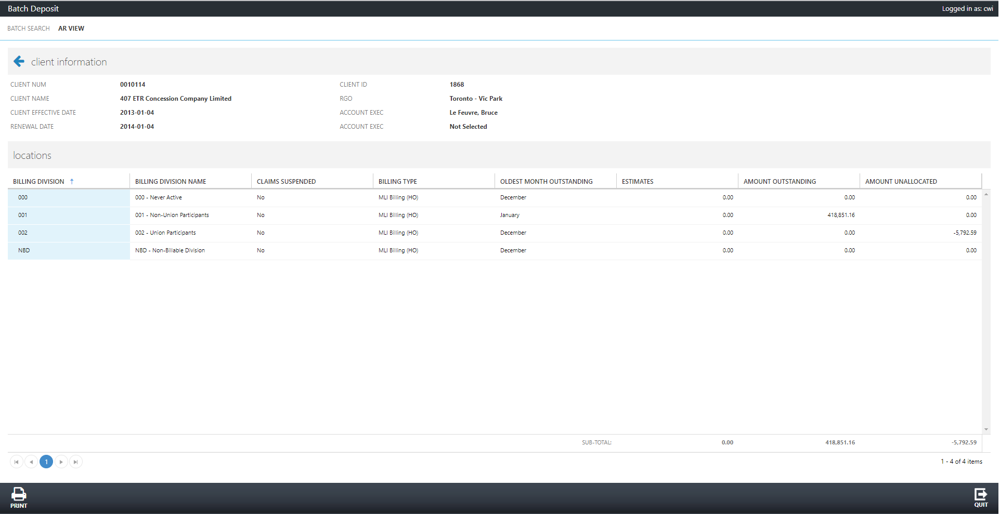 Batch Deposit
Logged in as: cwi
BATCH SEARCH AR VIEW
client information
CLIENT NUM 0010114 CLIENT ID 1868
CLIENT NAME 407 ETR Concession Company Limited RGO Toronto - Vic Park
CLIENT EFFECTIVE DATE 2013-01-04 ACCOUNT EXEC Le Feuvre, Bruce
RENEWAL DATE 2014-01-04 ACCOUNT EXEC Not Selected
locations
BILLING DIVISION BILLING DIVISION NAME CLAIMS SUSPENDED BILLING TYPE OLDEST MONTH OUTSTANDING ESTIMATES AMOUNT OUTSTANDING AMOUNT UNALLOCATED
000 000 - Never Active No MLI Billing (HO) December 0.00 0.00 0.00
001 001 - Non-Union Participants No MLI Billing (HO) January 0.00 418,851.16 0.00
002 002 - Union Participants No MLI Billing (HO) December 0.00 0.00 -5,792.59
NBD NBD - Non-Billable Division No MLI Billing (HO) December 0.00 0.00 0.00
SUB-TOTAL: 0.00 418,851.16 -5,792.59
1
1 - 4 of 4 items
PRINT
QUIT